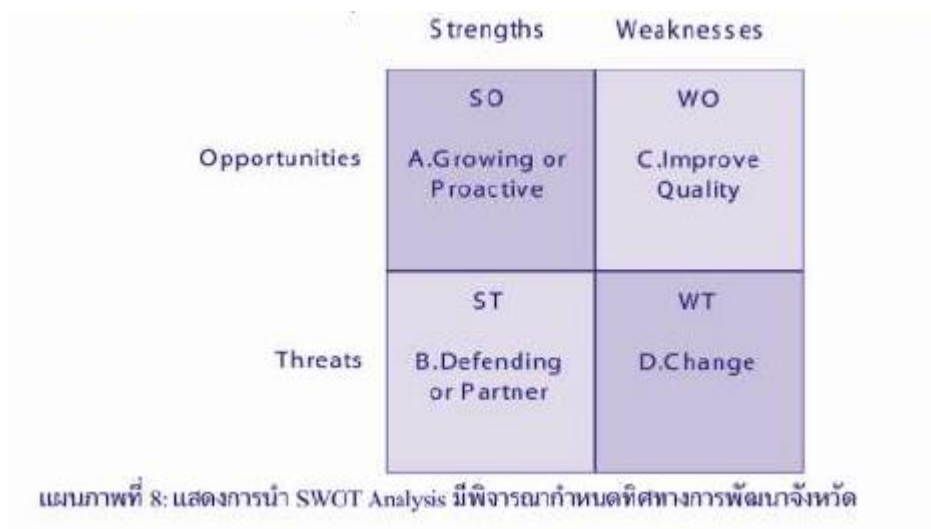 Strengths Weaknesses
SO WO
Opportunities A.Growing or C.Improve
Proactive Quality
ST WT
Threats B.Defending D.Change
or Partner
แผนภาพที่ 8: แสดงการนำ SWOT Analysis มีพิจารณากำหนดทิศทางการพัฒนาจังหวัด